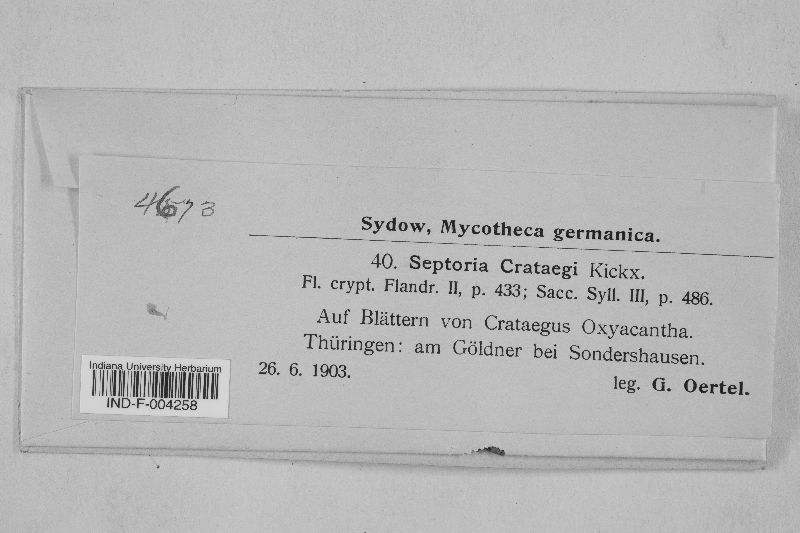 4673
Sydow, Mycotheca germanica.
40. Septoria Crataegi Kickx.
Fl. crypt. Flandr. II, p. 433; Sacc. Syll. III, p. 486.
Auf Blättern von Crataegus Oxyacantha.
Thüringen: am Göldner bei Sondershausen.
26. 6. 1903. leg. G. Oertel.
Indiana University Herbarium
IND-F-004258